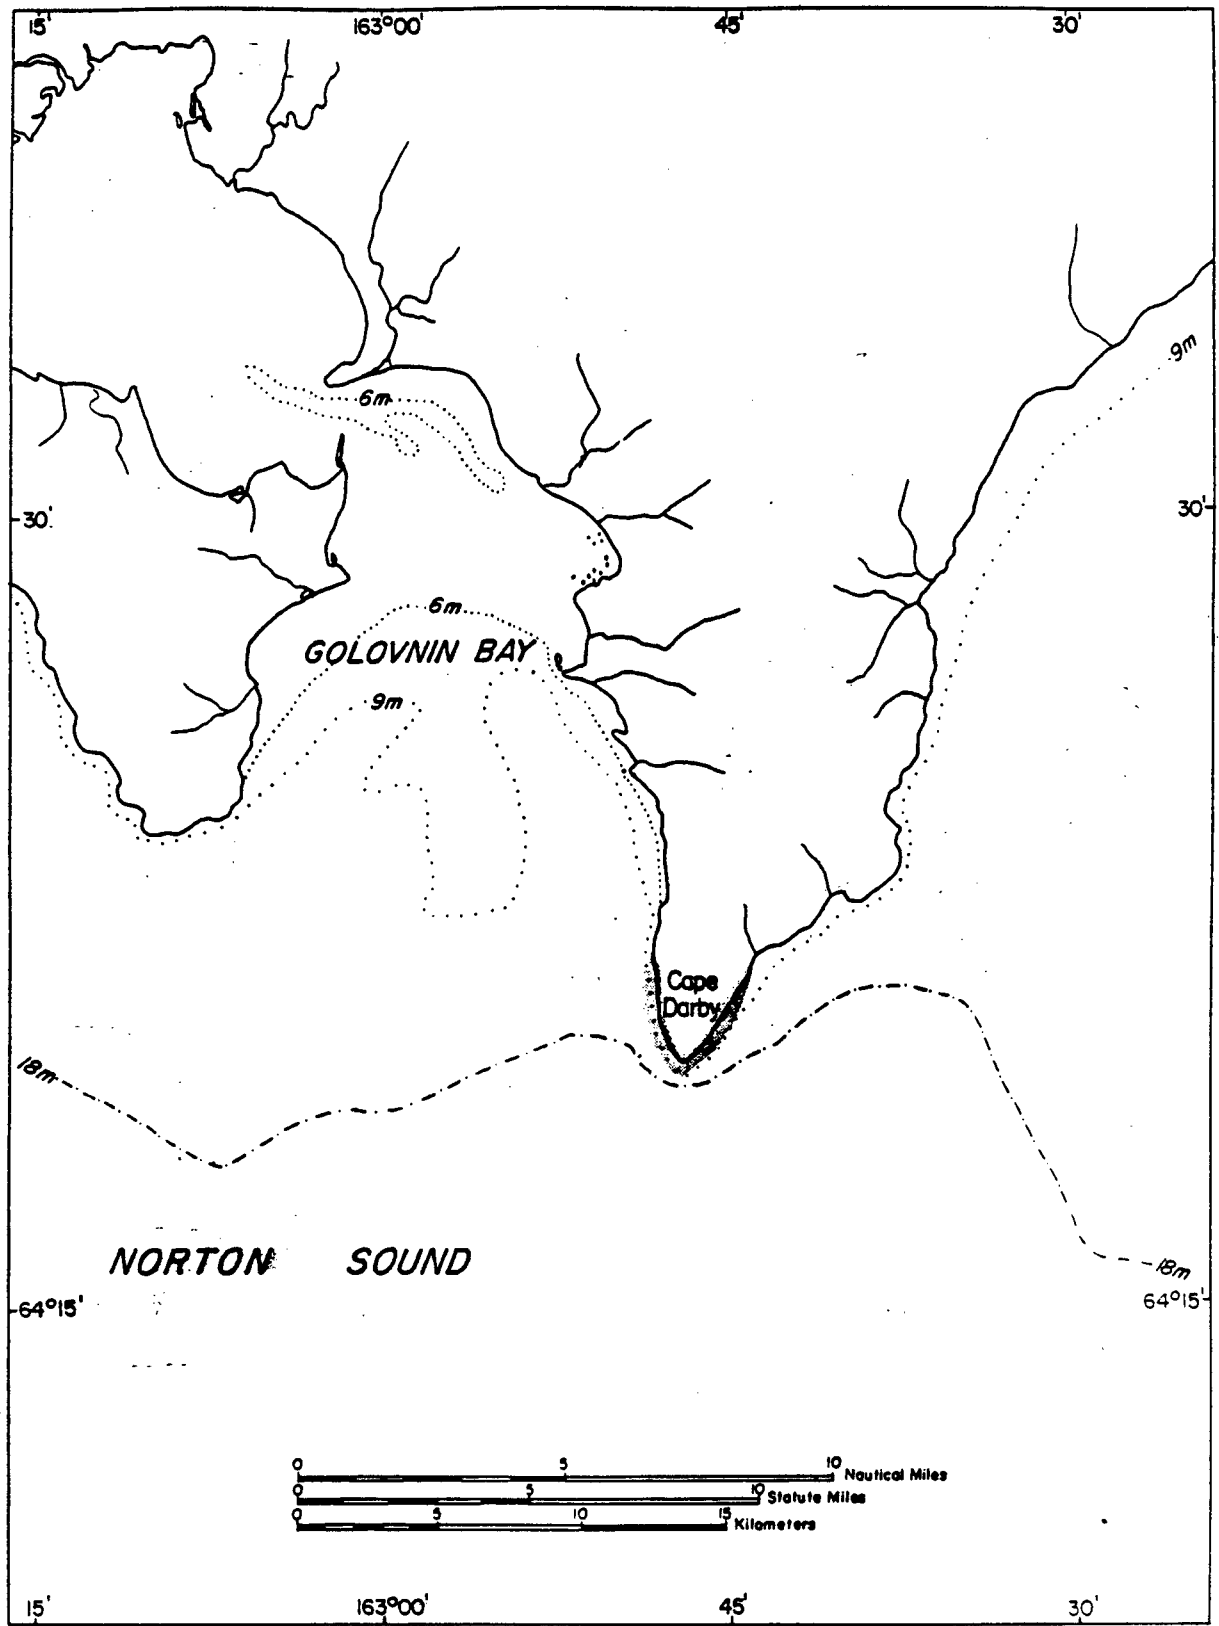 15' 163°00' 45' 30'
9m
6m
30' 30'
6m
GOLOVNIN BAY
9m
Cape
Darby
18m
NORTON SOUND
18m
64°15' 64°15'
0 5 10 Nautical Miles
0 5 10 Statute Miles
0 5 10 15 Kilometers
15' 163°00' 45' 30'